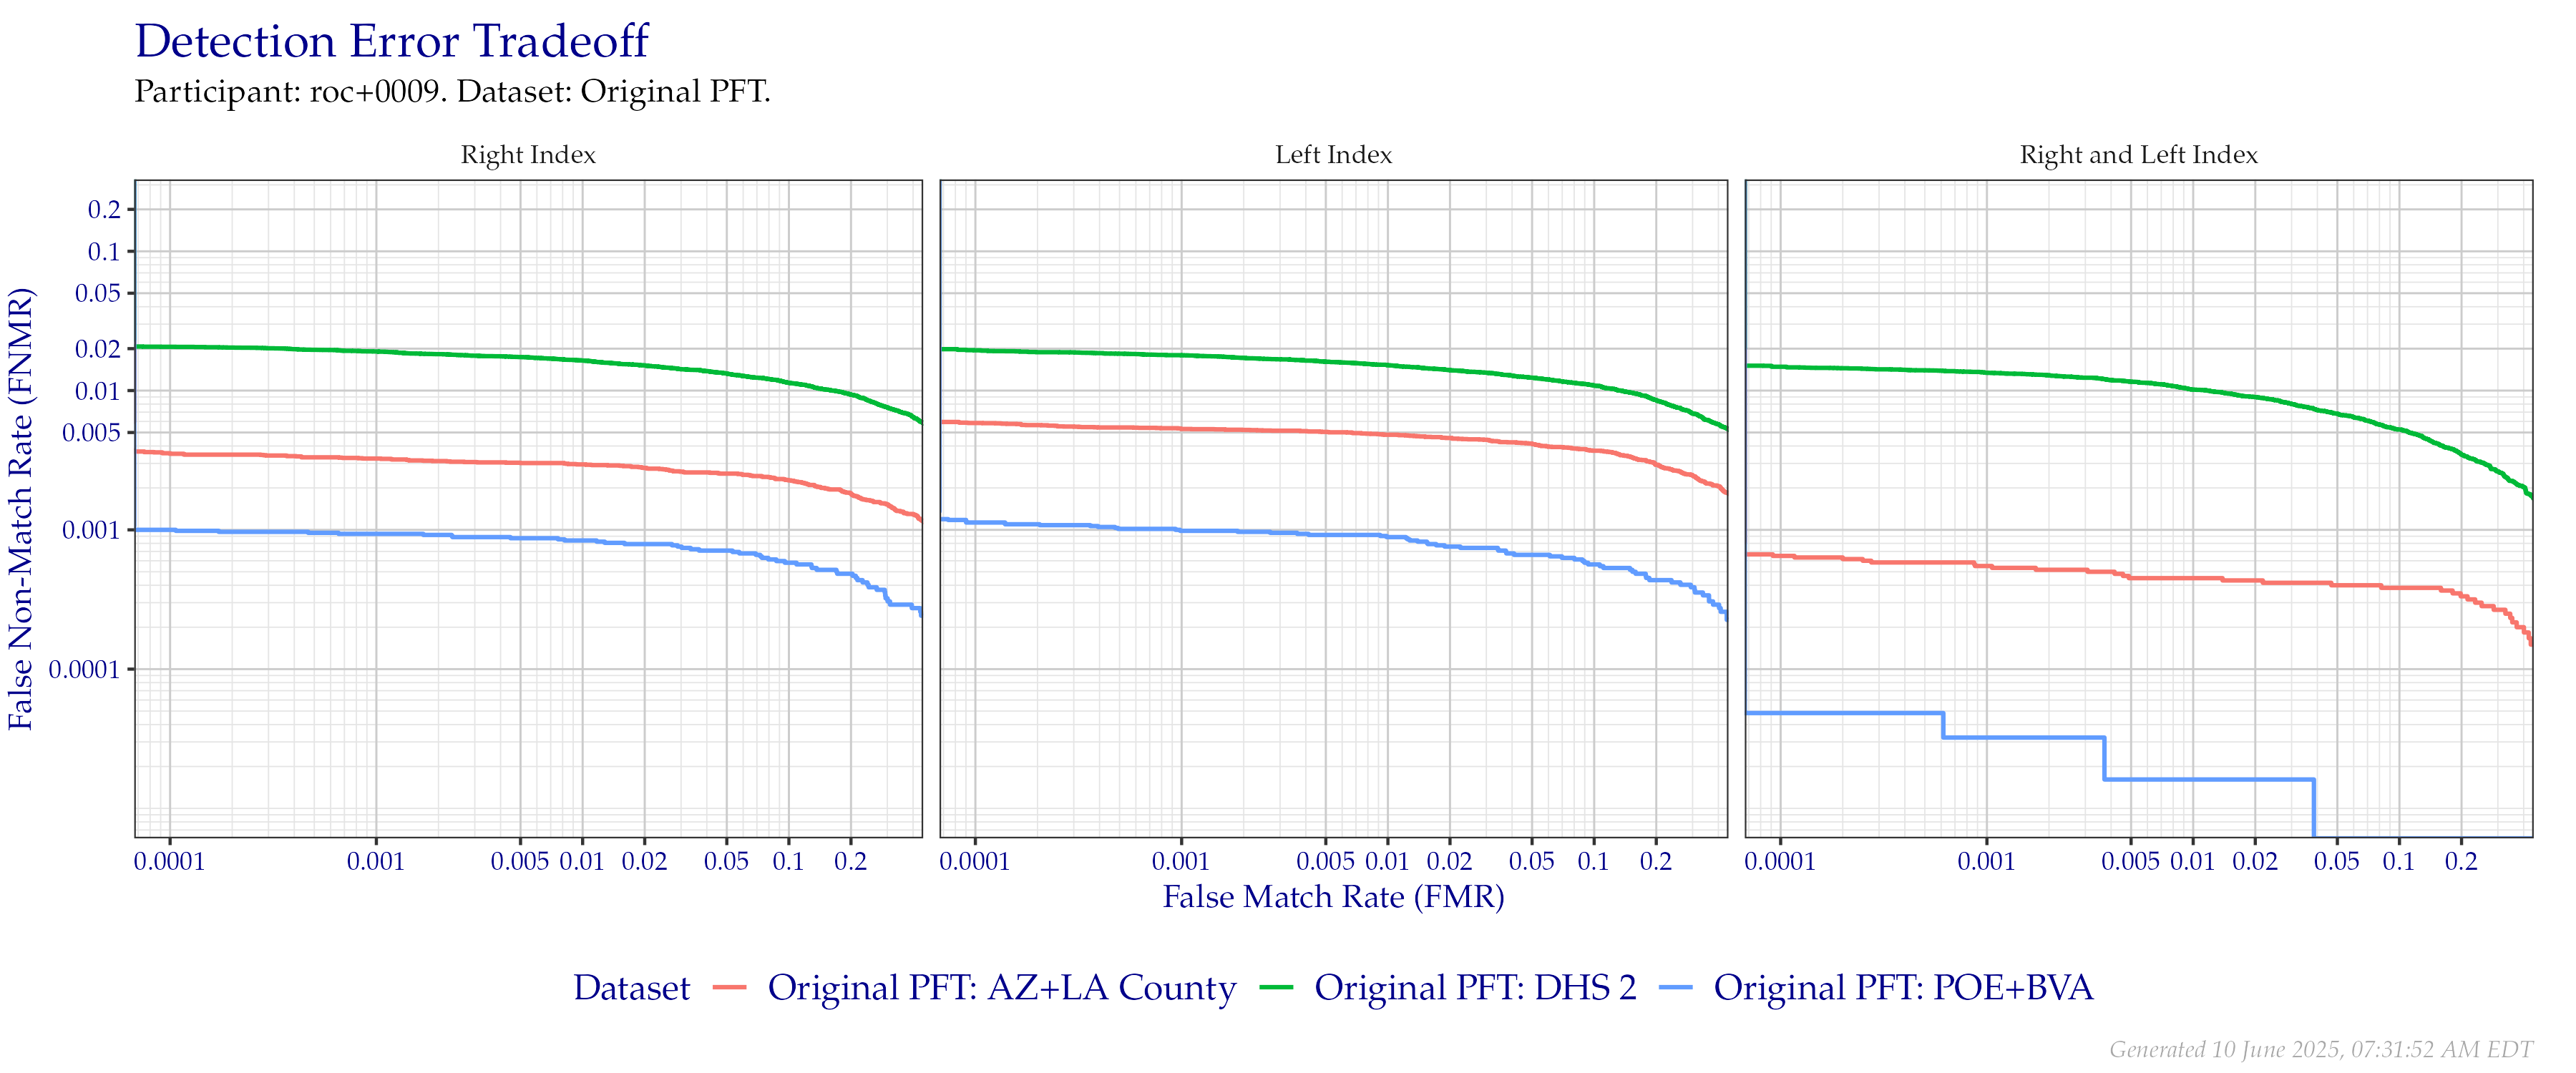 Detection Error Tradeoff
Participant: roc+0009. Dataset: Original PFT.
Right Index Left Index Right and Left Index
False Non-Match Rate (FNMR)
0.2
0.1
0.05
0.02
0.01
0.005
0.001
0.0001
0.0001 0.001 0.005 0.01 0.02 0.05 0.1 0.2 0.0001 0.001 0.005 0.01 0.02 0.05 0.1 0.2 0.0001 0.001 0.005 0.01 0.02 0.05 0.1 0.2
False Match Rate (FMR)
Dataset Original PFT: AZ+LA County Original PFT: DHS 2 Original PFT: POE+BVA
Generated 10 June 2025, 07:31:52 AM EDT